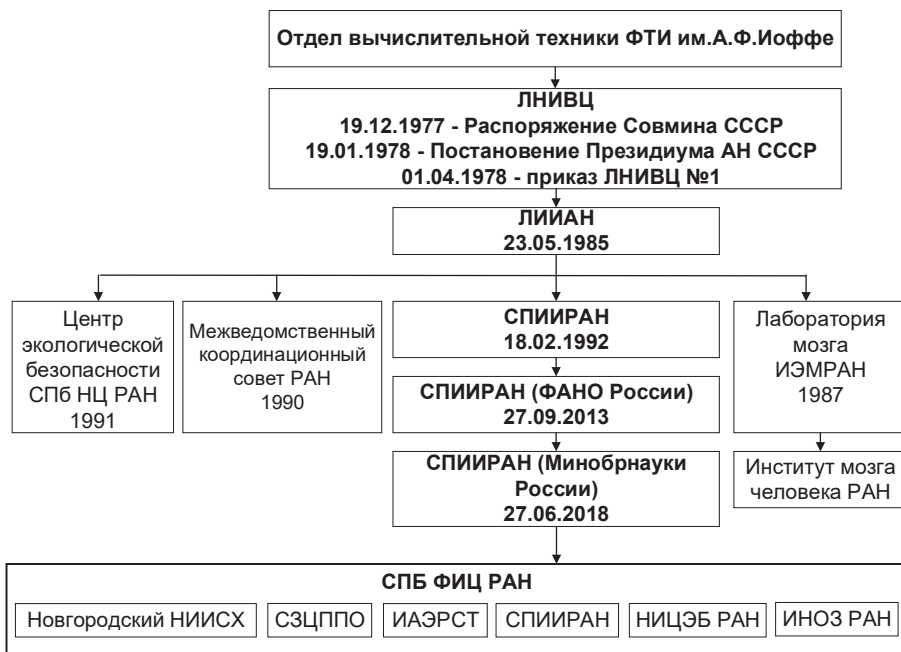 Отдел вычислительной техники ФТИ им.А.Ф.Иоффе
ЛНИВЦ
19.12.1977 - Распоряжение Совмина СССР
19.01.1978 - Постановение Президиума АН СССР
01.04.1978 - приказ ЛНИВЦ №1
ЛИИАН
23.05.1985
Центр
экологической
безопасности
СПб НЦ РАН
1991
Межведомственный
координационный
совет РАН
1990
СПИИРАН
18.02.1992
Лаборатория
мозга
ИЭМРАН
1987
СПИИРАН (ФАНО России)
27.09.2013
СПИИРАН (Минобрнауки
России)
27.06.2018
Институт мозга
человека РАН
СПБ ФИЦ РАН
Новгородский НИИСХ
СЗЦППО
ИАЭРСТ
СПИИРАН
НИЦЭБ РАН
ИНОЗ РАН